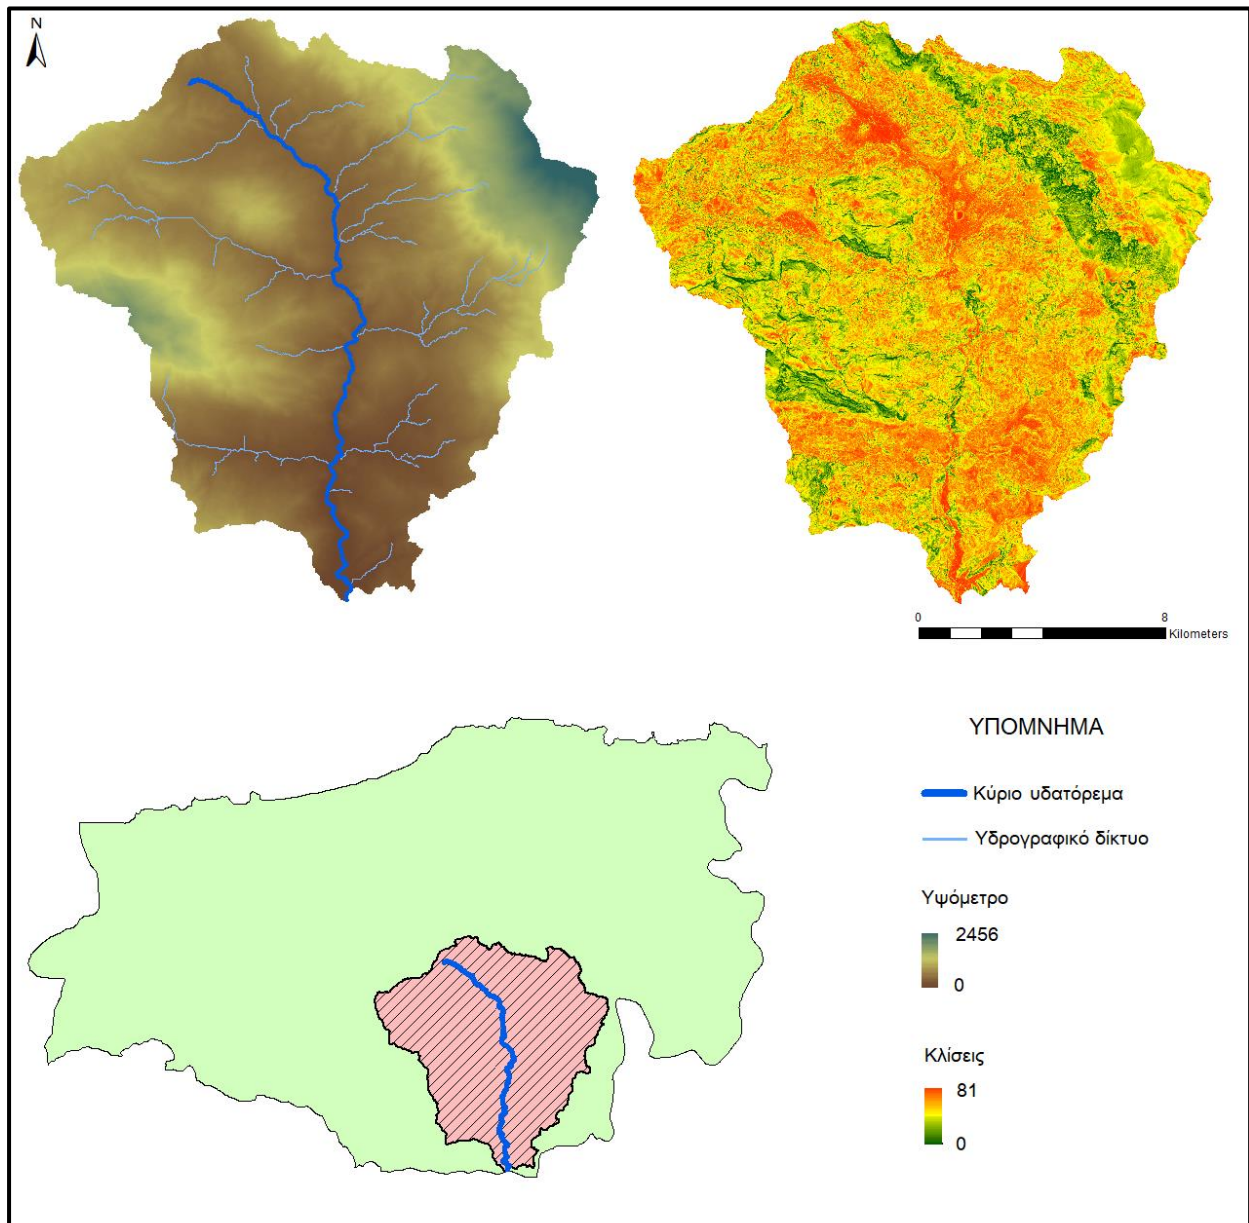 N
0 8
Kilometers
ΥΠΟΜΝΗΜΑ
Κύριο υδατόρεμα
Υδρογραφικό δίκτυο
Υψόμετρο
2456
0
Κλίσεις
81
0